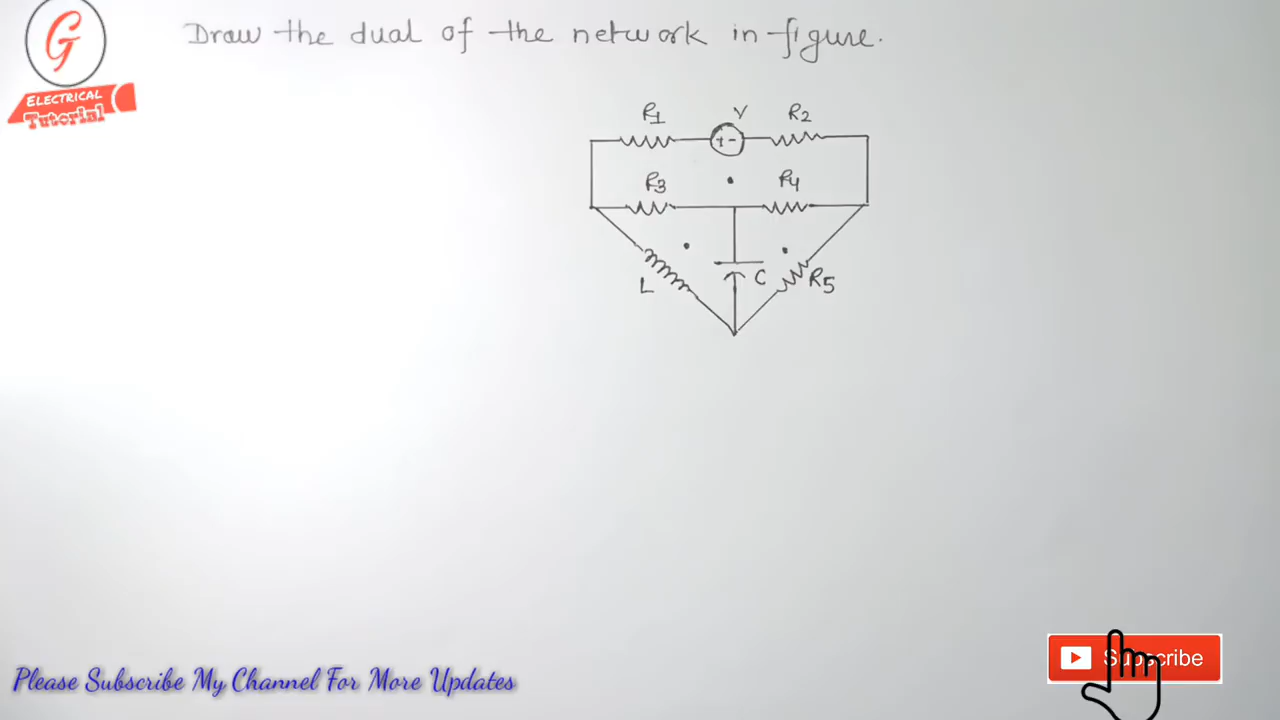 G
ELECTRICAL
Tutorial
Draw the dual of the network in figure.
R1 V R2
+ -
R3 R4
L C R5
Subscribe
Please Subscribe My Channel For More Updates